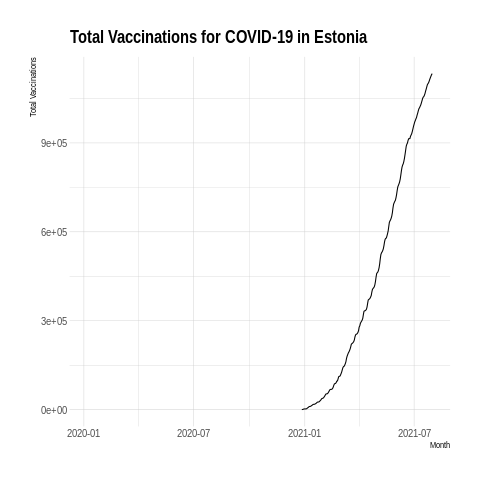 Total Vaccinations for COVID-19 in Estonia
Total Vaccinations
9e+05
6e+05
3e+05
0e+00
2020-01 2020-07 2021-01 2021-07
Month